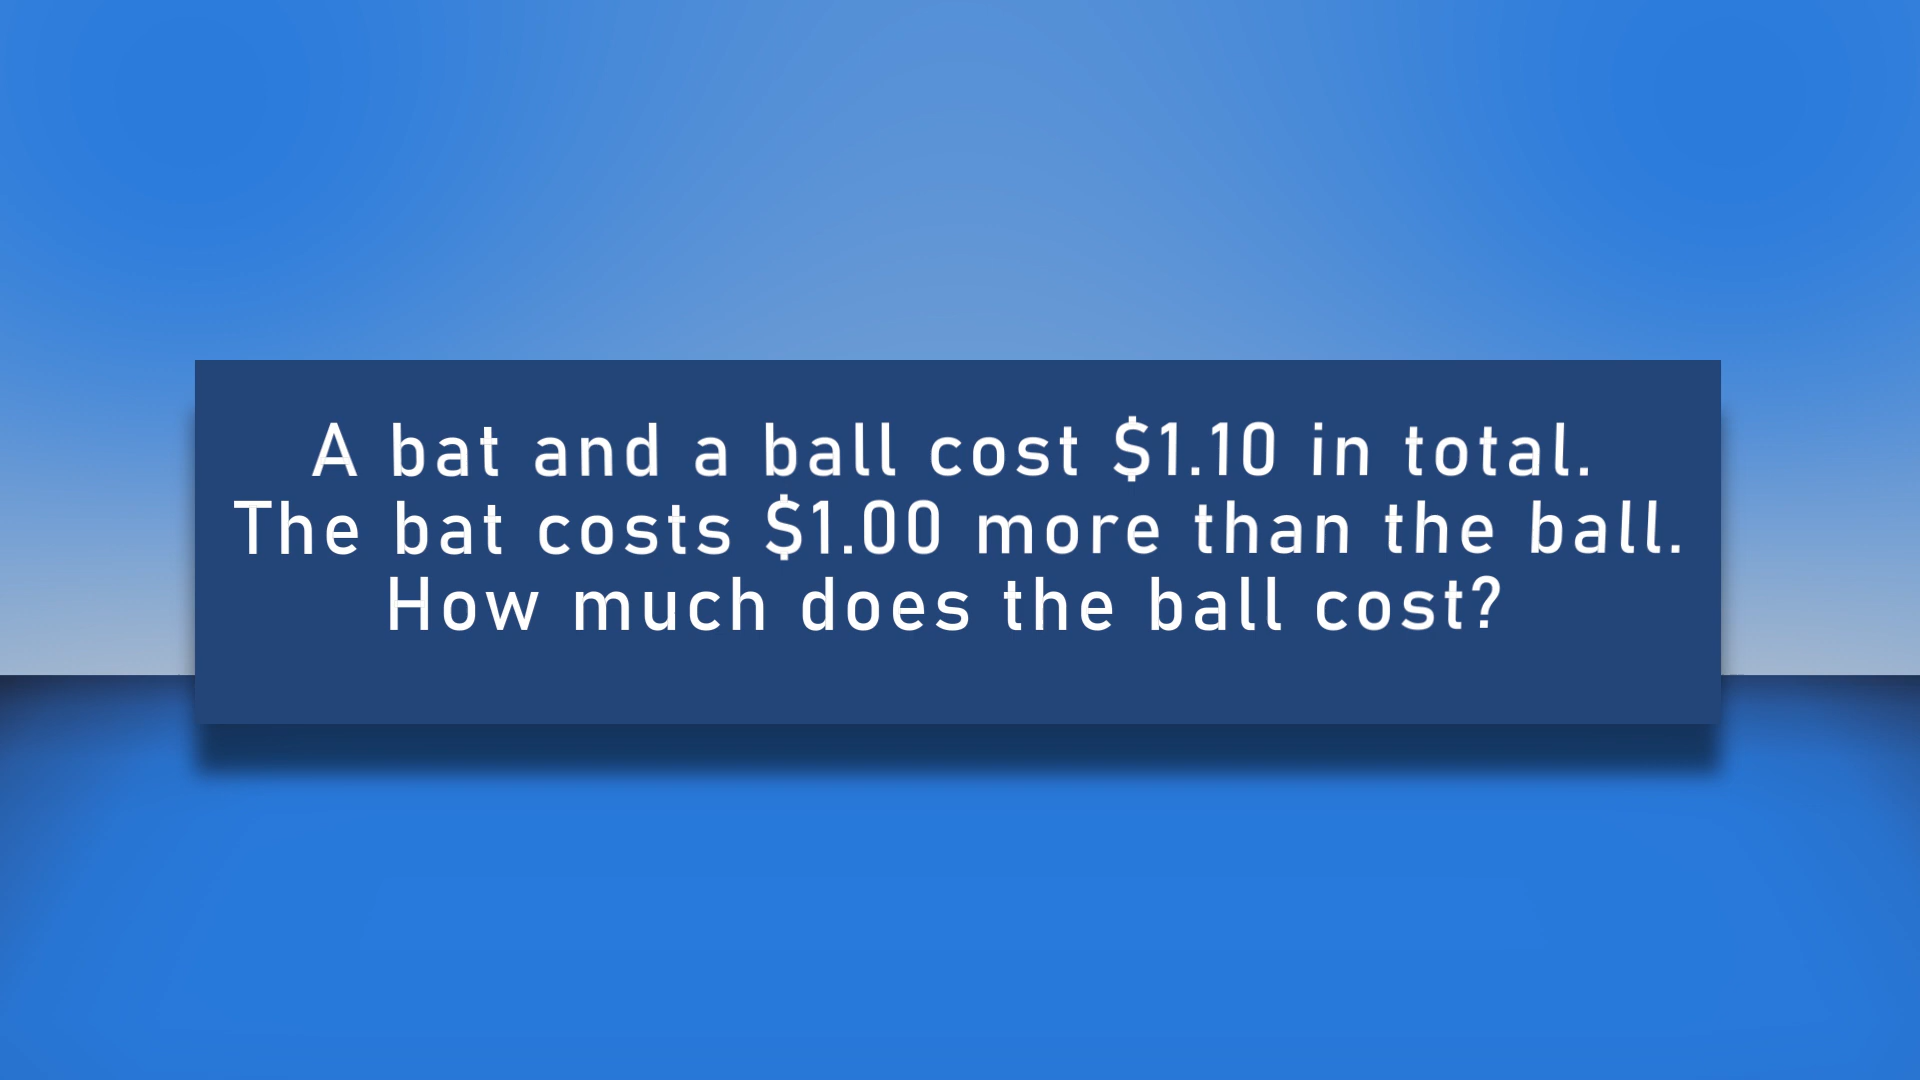 A bat and a ball cost $1.10 in total.
The bat costs $1.00 more than the ball.
How much does the ball cost?